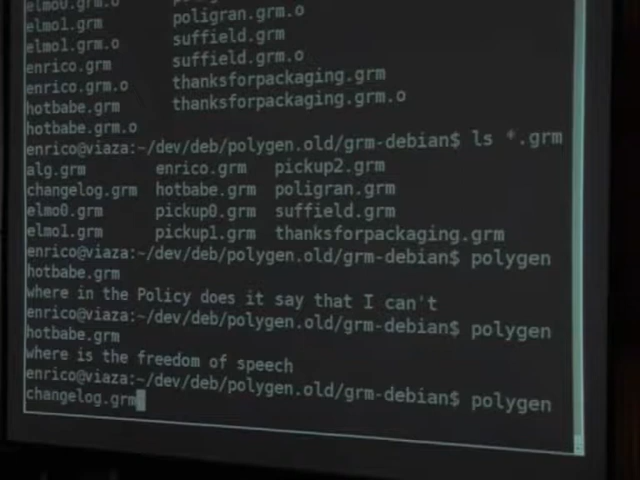 elmo0.grm.o
elmo1.grm poligran.grm.o
elmo1.grm.o suffield.grm
enrico.grm suffield.grm.o
enrico.grm.o thanksforpackaging.grm
hotbabe.grm thanksforpackaging.grm.o
hotbabe.grm.o
enrico@viaza:~/dev/deb/polygen.old/grm-debian$ ls *.grm
alg.grm enrico.grm pickup2.grm
changelog.grm hotbabe.grm poligran.grm
elmo0.grm pickup0.grm suffield.grm
elmo1.grm pickup1.grm thanksforpackaging.grm
enrico@viaza:~/dev/deb/polygen.old/grm-debian$ polygen
hotbabe.grm
where in the Policy does it say that I can't
enrico@viaza:~/dev/deb/polygen.old/grm-debian$ polygen
hotbabe.grm
where is the freedom of speech
enrico@viaza:~/dev/deb/polygen.old/grm-debian$ polygen
changelog.grm